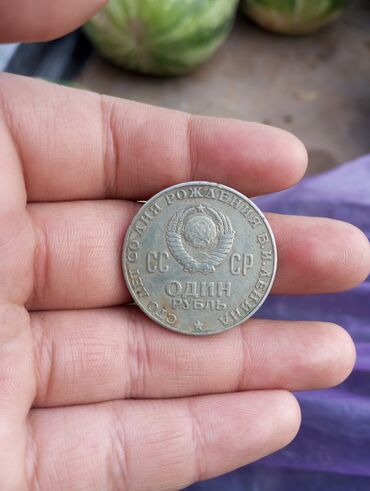 СТО ЛЕТ СО ДНЯ РОЖДЕНИЯ В.И.ЛЕНИНА
СС СР
ОДИН
РУБЛЬ